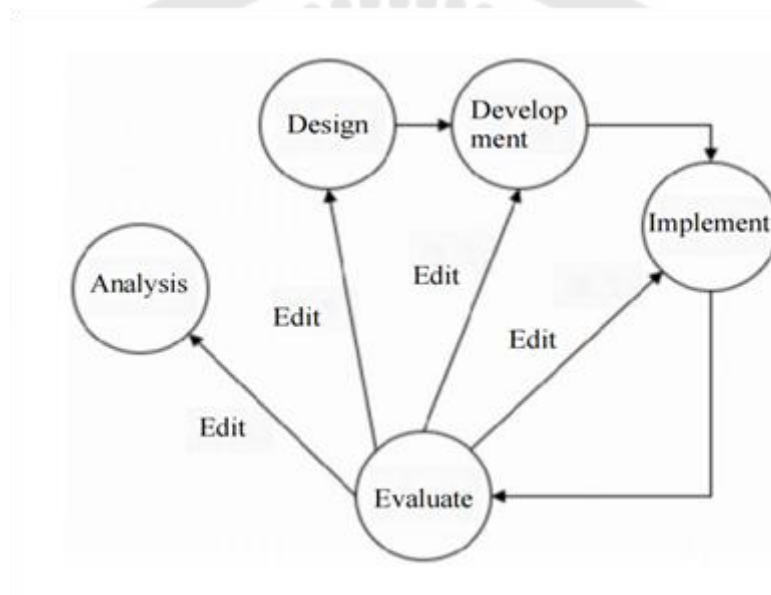 Design
Develop
ment
Implement
Analysis
Edit
Edit
Edit
Edit
Evaluate